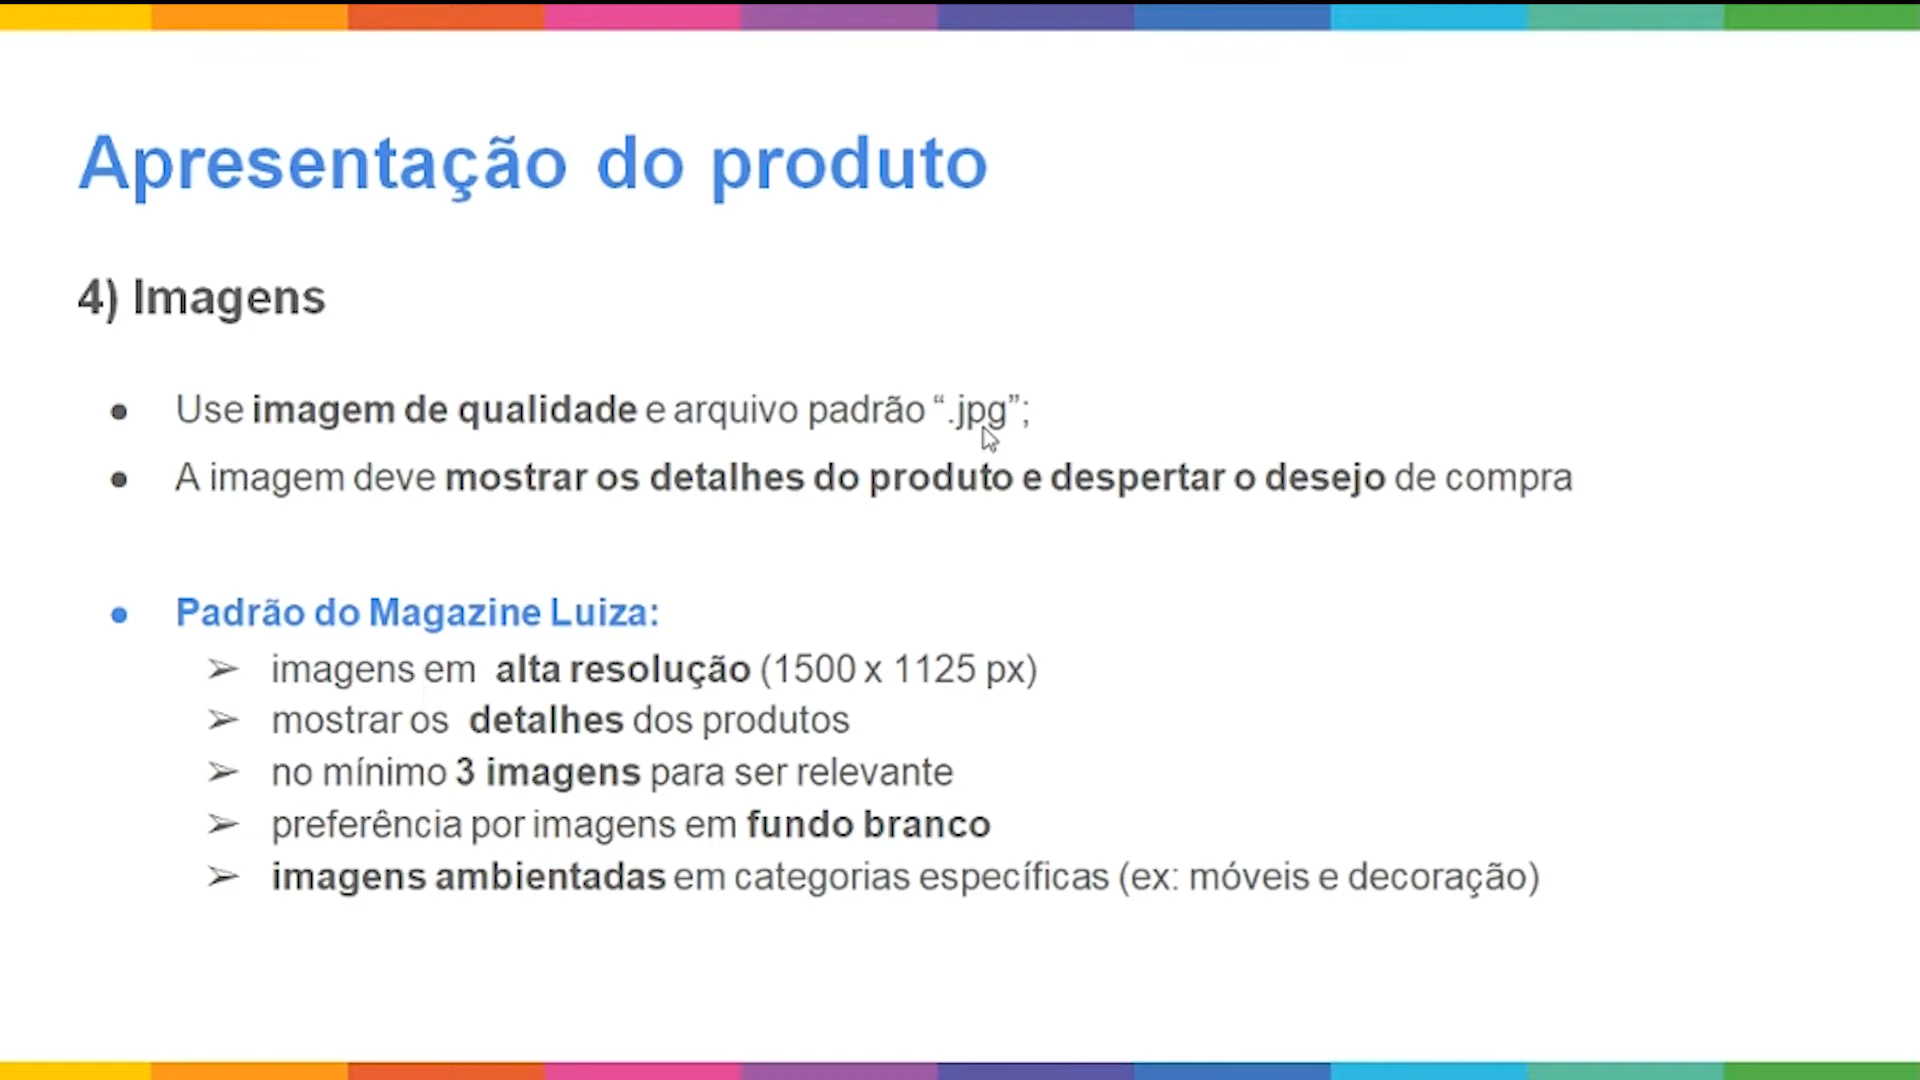 Apresentação do produto
4) Imagens
● Use imagem de qualidade e arquivo padrão “.jpg”;
● A imagem deve mostrar os detalhes do produto e despertar o desejo de compra
● Padrão do Magazine Luiza:
➢ imagens em alta resolução (1500 x 1125 px)
➢ mostrar os detalhes dos produtos
➢ no mínimo 3 imagens para ser relevante
➢ preferência por imagens em fundo branco
➢ imagens ambientadas em categorias específicas (ex: móveis e decoração)